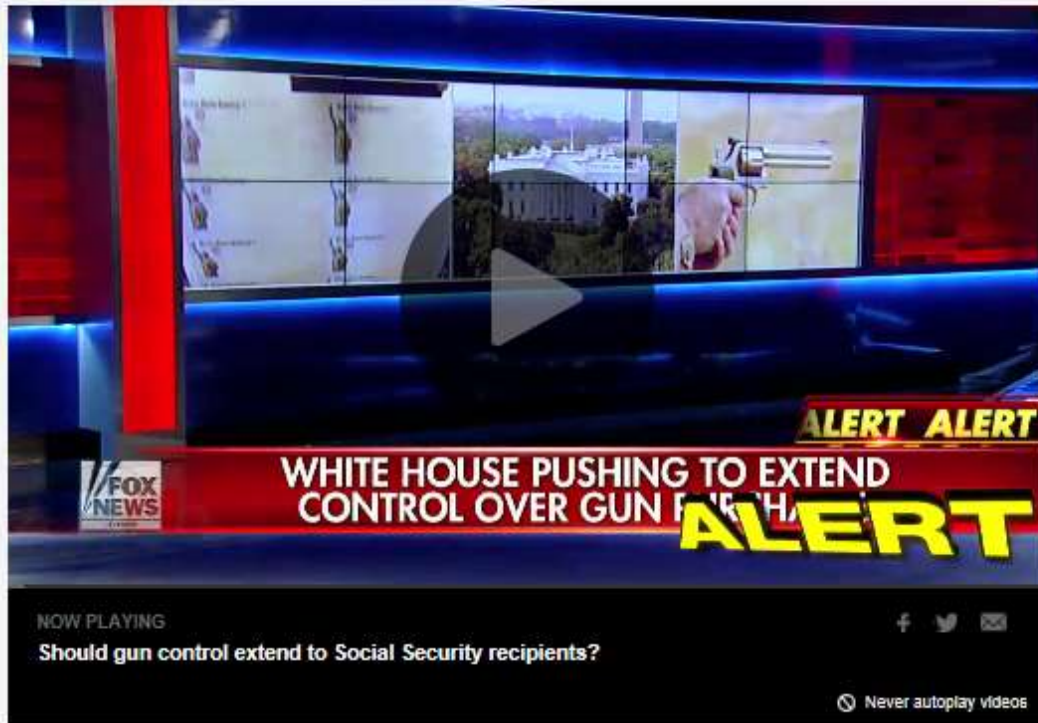 ALERT ALERT
FOX
NEWS
WHITE HOUSE PUSHING TO EXTEND
CONTROL OVER GUN
ALERT
NOW PLAYING
Should gun control extend to Social Security recipients?
Never autoplay videos